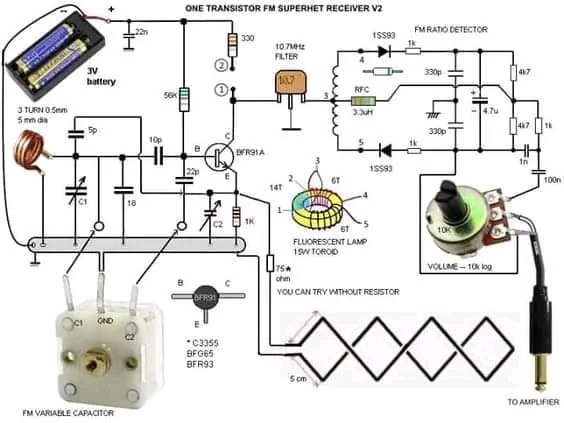 ONE TRANSISTOR FM SUPERHET RECEIVER V2
+
22n
3V
battery
3 TURN 0.5mm
5 mm dia
330
2
1
56K
10.7MHz
FILTER
10.7
1SS93
4
1k
FM RATIO DETECTOR
330p
4k7
RFC
3
3.3uH
+
4.7u
330p
4k7
1k
5
1SS93
1k
1n
100n
5p
10p
B
C
E
BFR91A
22p
C1
18
C2
1K
14T
3
6T
4
2
1
5
6T
FLUORESCENT LAMP
15W TOROID
10K
VOLUME -- 10k log
75*
ohm
YOU CAN TRY WITHOUT RESISTOR
C1
GND
C2
B
C
BFR91
E
* C3355
BFG65
BFR93
5 cm
FM VARIABLE CAPACITOR
TO AMPLIFIER